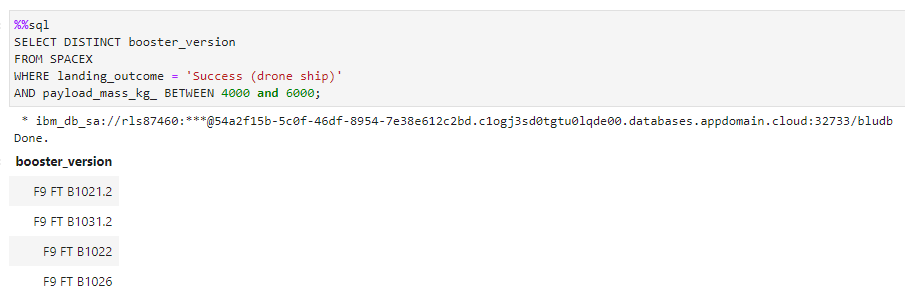 %%sql
SELECT DISTINCT booster_version
FROM SPACEX
WHERE landing_outcome = 'Success (drone ship)'
AND payload_mass_kg_ BETWEEN 4000 and 6000;
* ibm_db_sa://rls87460:***@54a2f15b-5c0f-46df-8954-7e38e612c2bd.c1ogj3sd0tgtu0lqde00.databases.appdomain.cloud:32733/bludb
Done.
booster_version
F9 FT B1021.2
F9 FT B1031.2
F9 FT B1022
F9 FT B1026